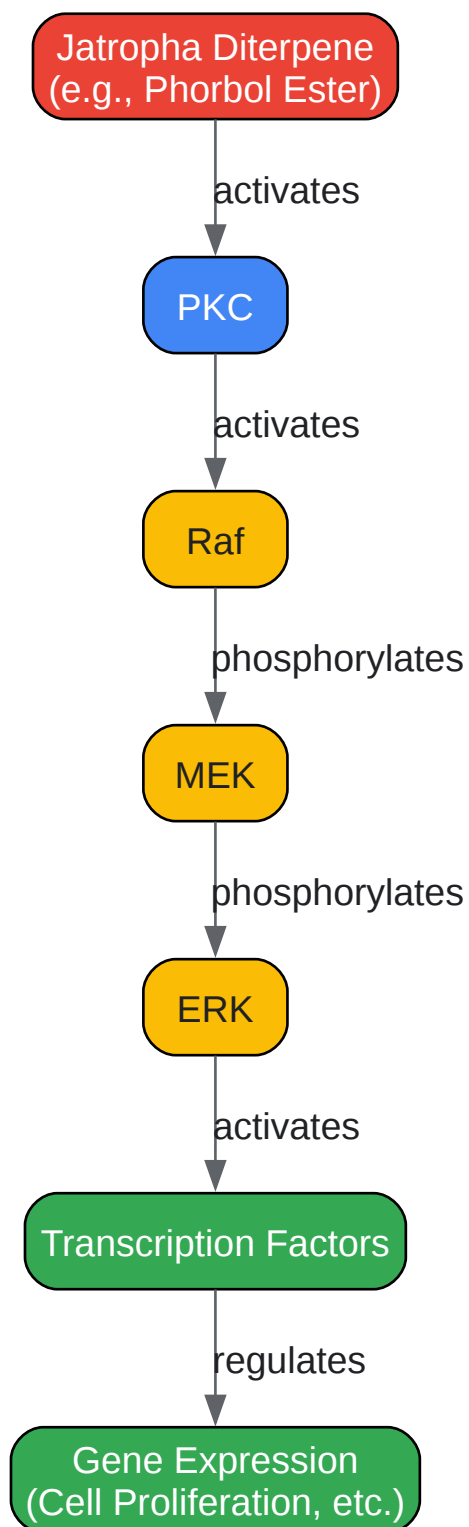 Jatropha Diterpene
(e.g., Phorbol Ester)
activates
PKC
activates
Raf
phosphorylates
MEK
phosphorylates
ERK
activates
Transcription Factors
regulates
Gene Expression
(Cell Proliferation, etc.)